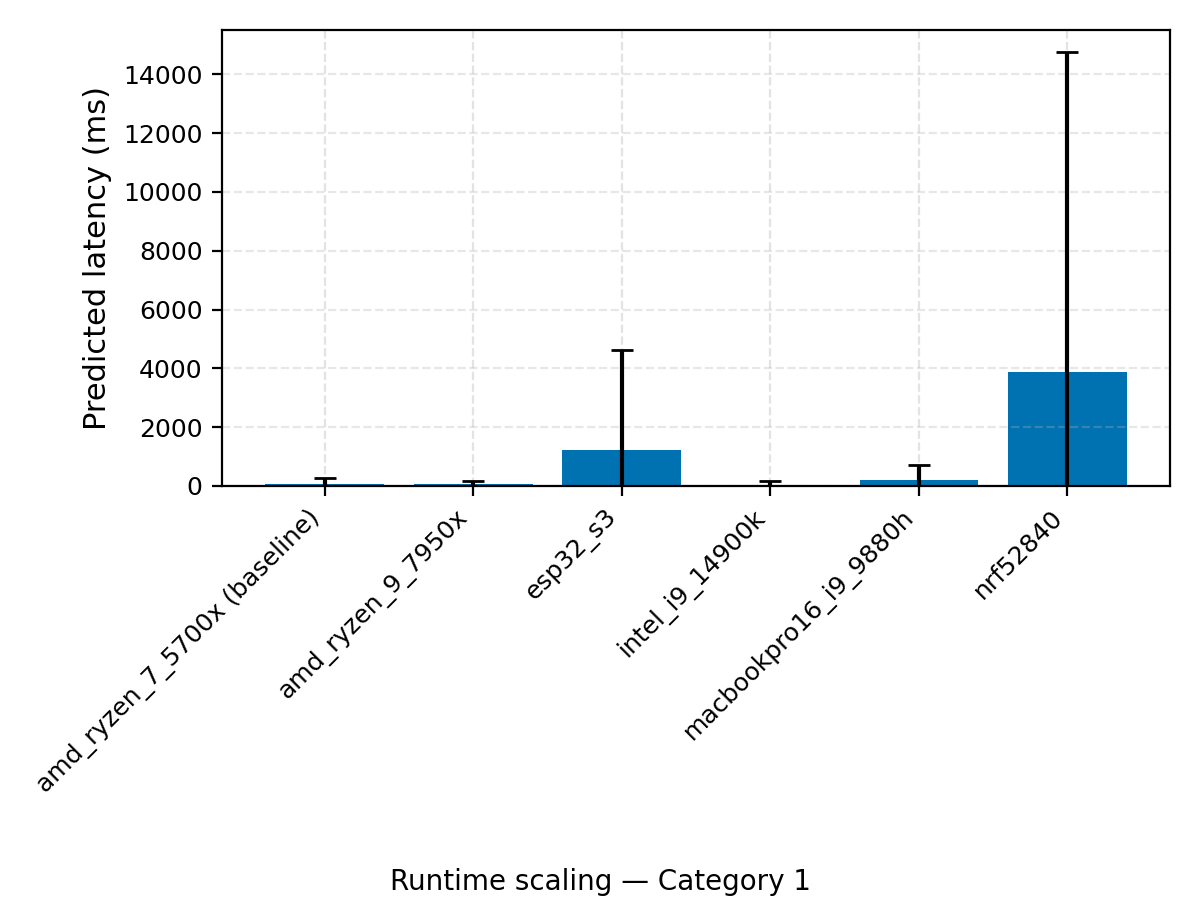 Predicted latency (ms)
14000
12000
10000
8000
6000
4000
2000
0
amd_ryzen_7_5700x (baseline)
amd_ryzen_9_7950x
esp32_s3
intel_i9_14900k
macbookpro16_i9_9880h
nrf52840
Runtime scaling — Category 1